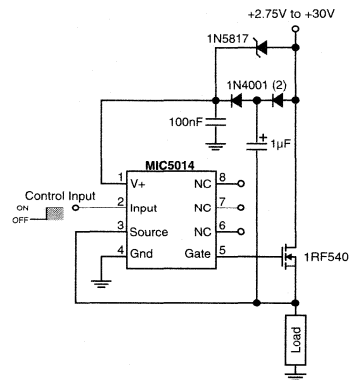 +2.75V to +30V
1N5817
1N4001 (2)
100nF
+
1µF
MIC5014
1 V+ NC 8
Control Input
ON
OFF
2 Input NC 7
3 Source NC 6
4 Gnd Gate 5
1RF540
Load